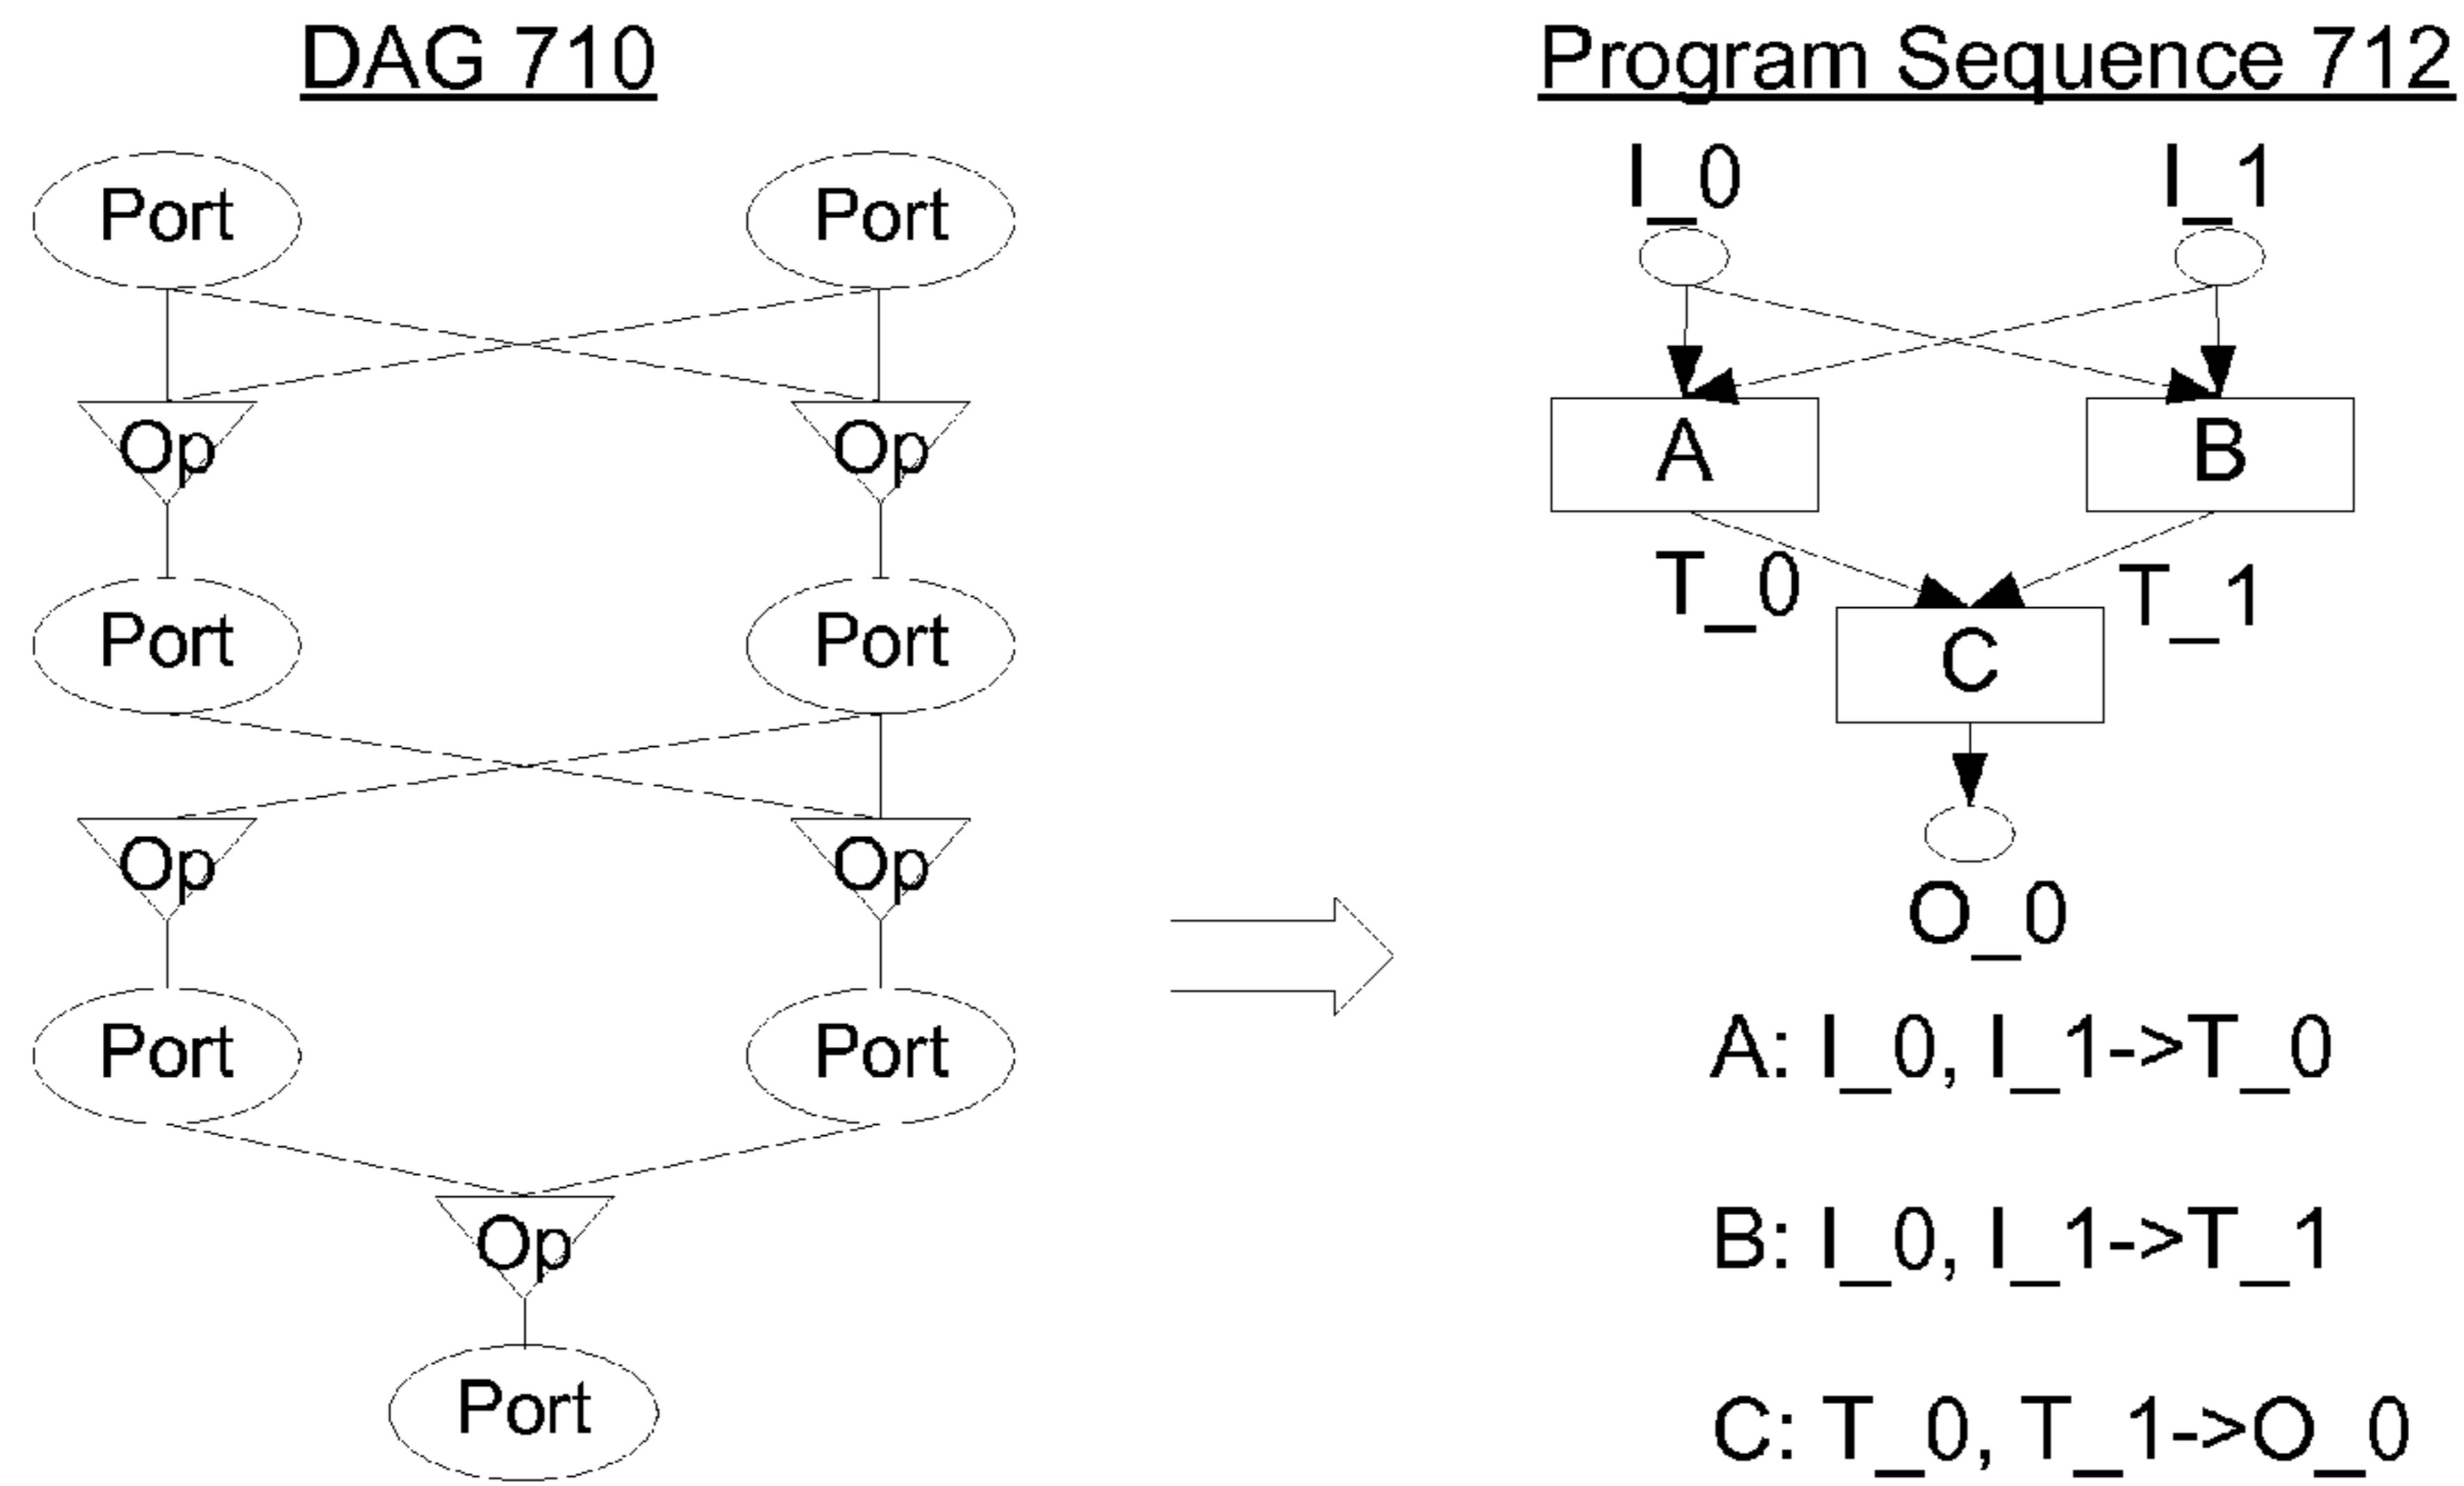 DAG 710
Program Sequence 712
Port
Port
Op
Op
Port
Port
Op
Op
Port
Port
Op
Port
I_0
I_1
A
B
T_0
T_1
C
O_0
A: I_0, I_1->T_0
B: I_0, I_1->T_1
C: T_0, T_1->O_0